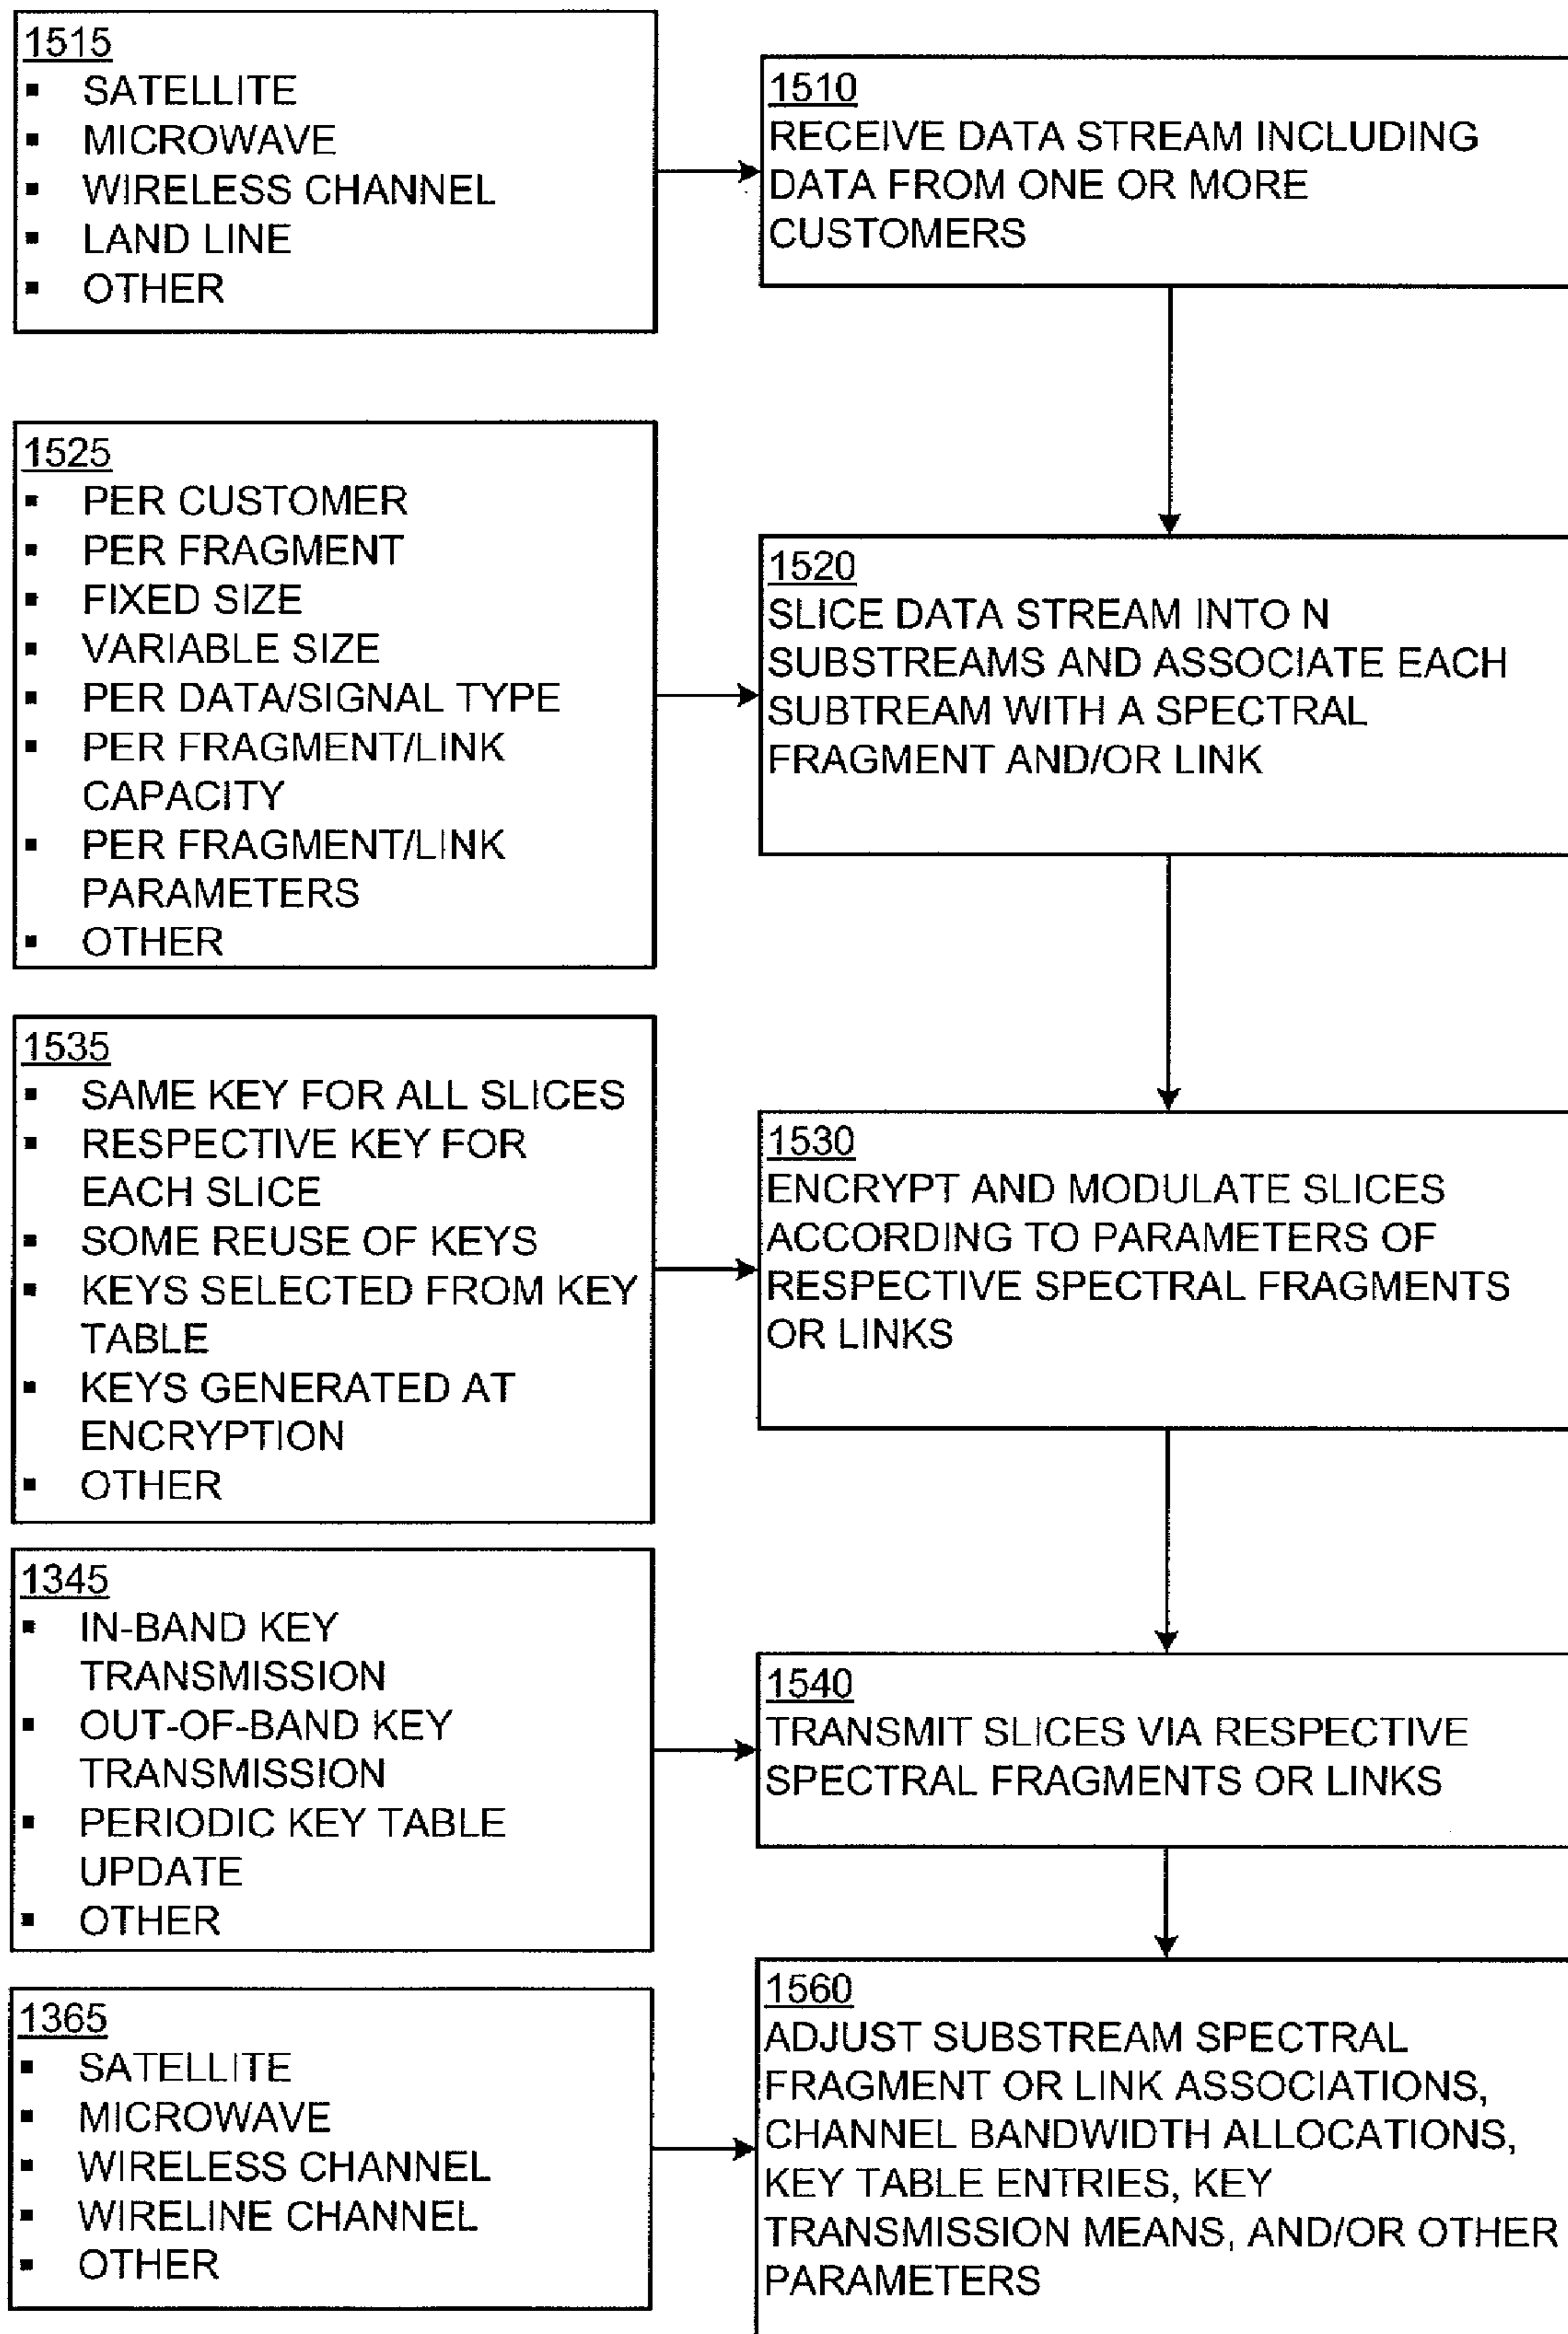 1515
▪ SATELLITE
▪ MICROWAVE
▪ WIRELESS CHANNEL
▪ LAND LINE
▪ OTHER
1510
RECEIVE DATA STREAM INCLUDING
DATA FROM ONE OR MORE
CUSTOMERS
1525
▪ PER CUSTOMER
▪ PER FRAGMENT
▪ FIXED SIZE
▪ VARIABLE SIZE
▪ PER DATA/SIGNAL TYPE
▪ PER FRAGMENT/LINK
CAPACITY
▪ PER FRAGMENT/LINK
PARAMETERS
▪ OTHER
1520
SLICE DATA STREAM INTO N
SUBSTREAMS AND ASSOCIATE EACH
SUBTREAM WITH A SPECTRAL
FRAGMENT AND/OR LINK
1535
▪ SAME KEY FOR ALL SLICES
▪ RESPECTIVE KEY FOR
EACH SLICE
▪ SOME REUSE OF KEYS
▪ KEYS SELECTED FROM KEY
TABLE
▪ KEYS GENERATED AT
ENCRYPTION
▪ OTHER
1530
ENCRYPT AND MODULATE SLICES
ACCORDING TO PARAMETERS OF
RESPECTIVE SPECTRAL FRAGMENTS
OR LINKS
1345
▪ IN-BAND KEY
TRANSMISSION
▪ OUT-OF-BAND KEY
TRANSMISSION
▪ PERIODIC KEY TABLE
UPDATE
▪ OTHER
1540
TRANSMIT SLICES VIA RESPECTIVE
SPECTRAL FRAGMENTS OR LINKS
1365
▪ SATELLITE
▪ MICROWAVE
▪ WIRELESS CHANNEL
▪ WIRELINE CHANNEL
▪ OTHER
1560
ADJUST SUBSTREAM SPECTRAL
FRAGMENT OR LINK ASSOCIATIONS,
CHANNEL BANDWIDTH ALLOCATIONS,
KEY TABLE ENTRIES, KEY
TRANSMISSION MEANS, AND/OR OTHER
PARAMETERS